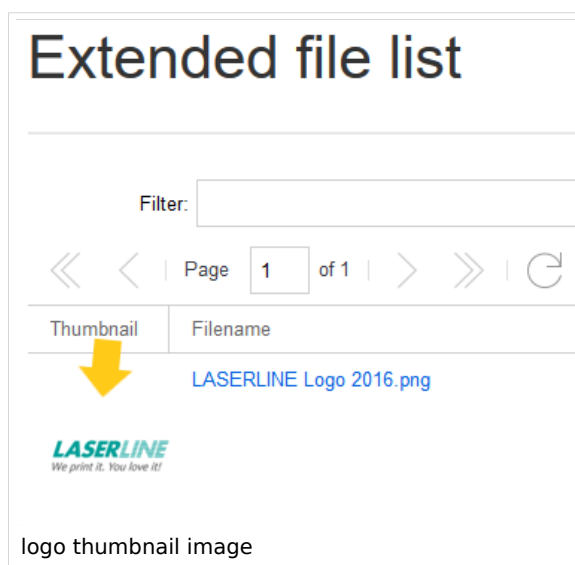 Extended file list
Filter:
Page 1 of 1
Thumbnail Filename
LASERLINE Logo 2016.png
LASERLINE
We print it. You love it!
logo thumbnail image